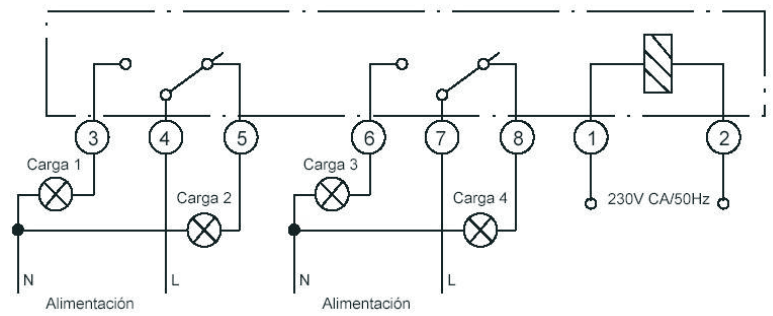 3 4 5 6 7 8 1 2
Carga 1
Carga 2
Carga 3
Carga 4
230V CA/50Hz
N L N L
Alimentación Alimentación